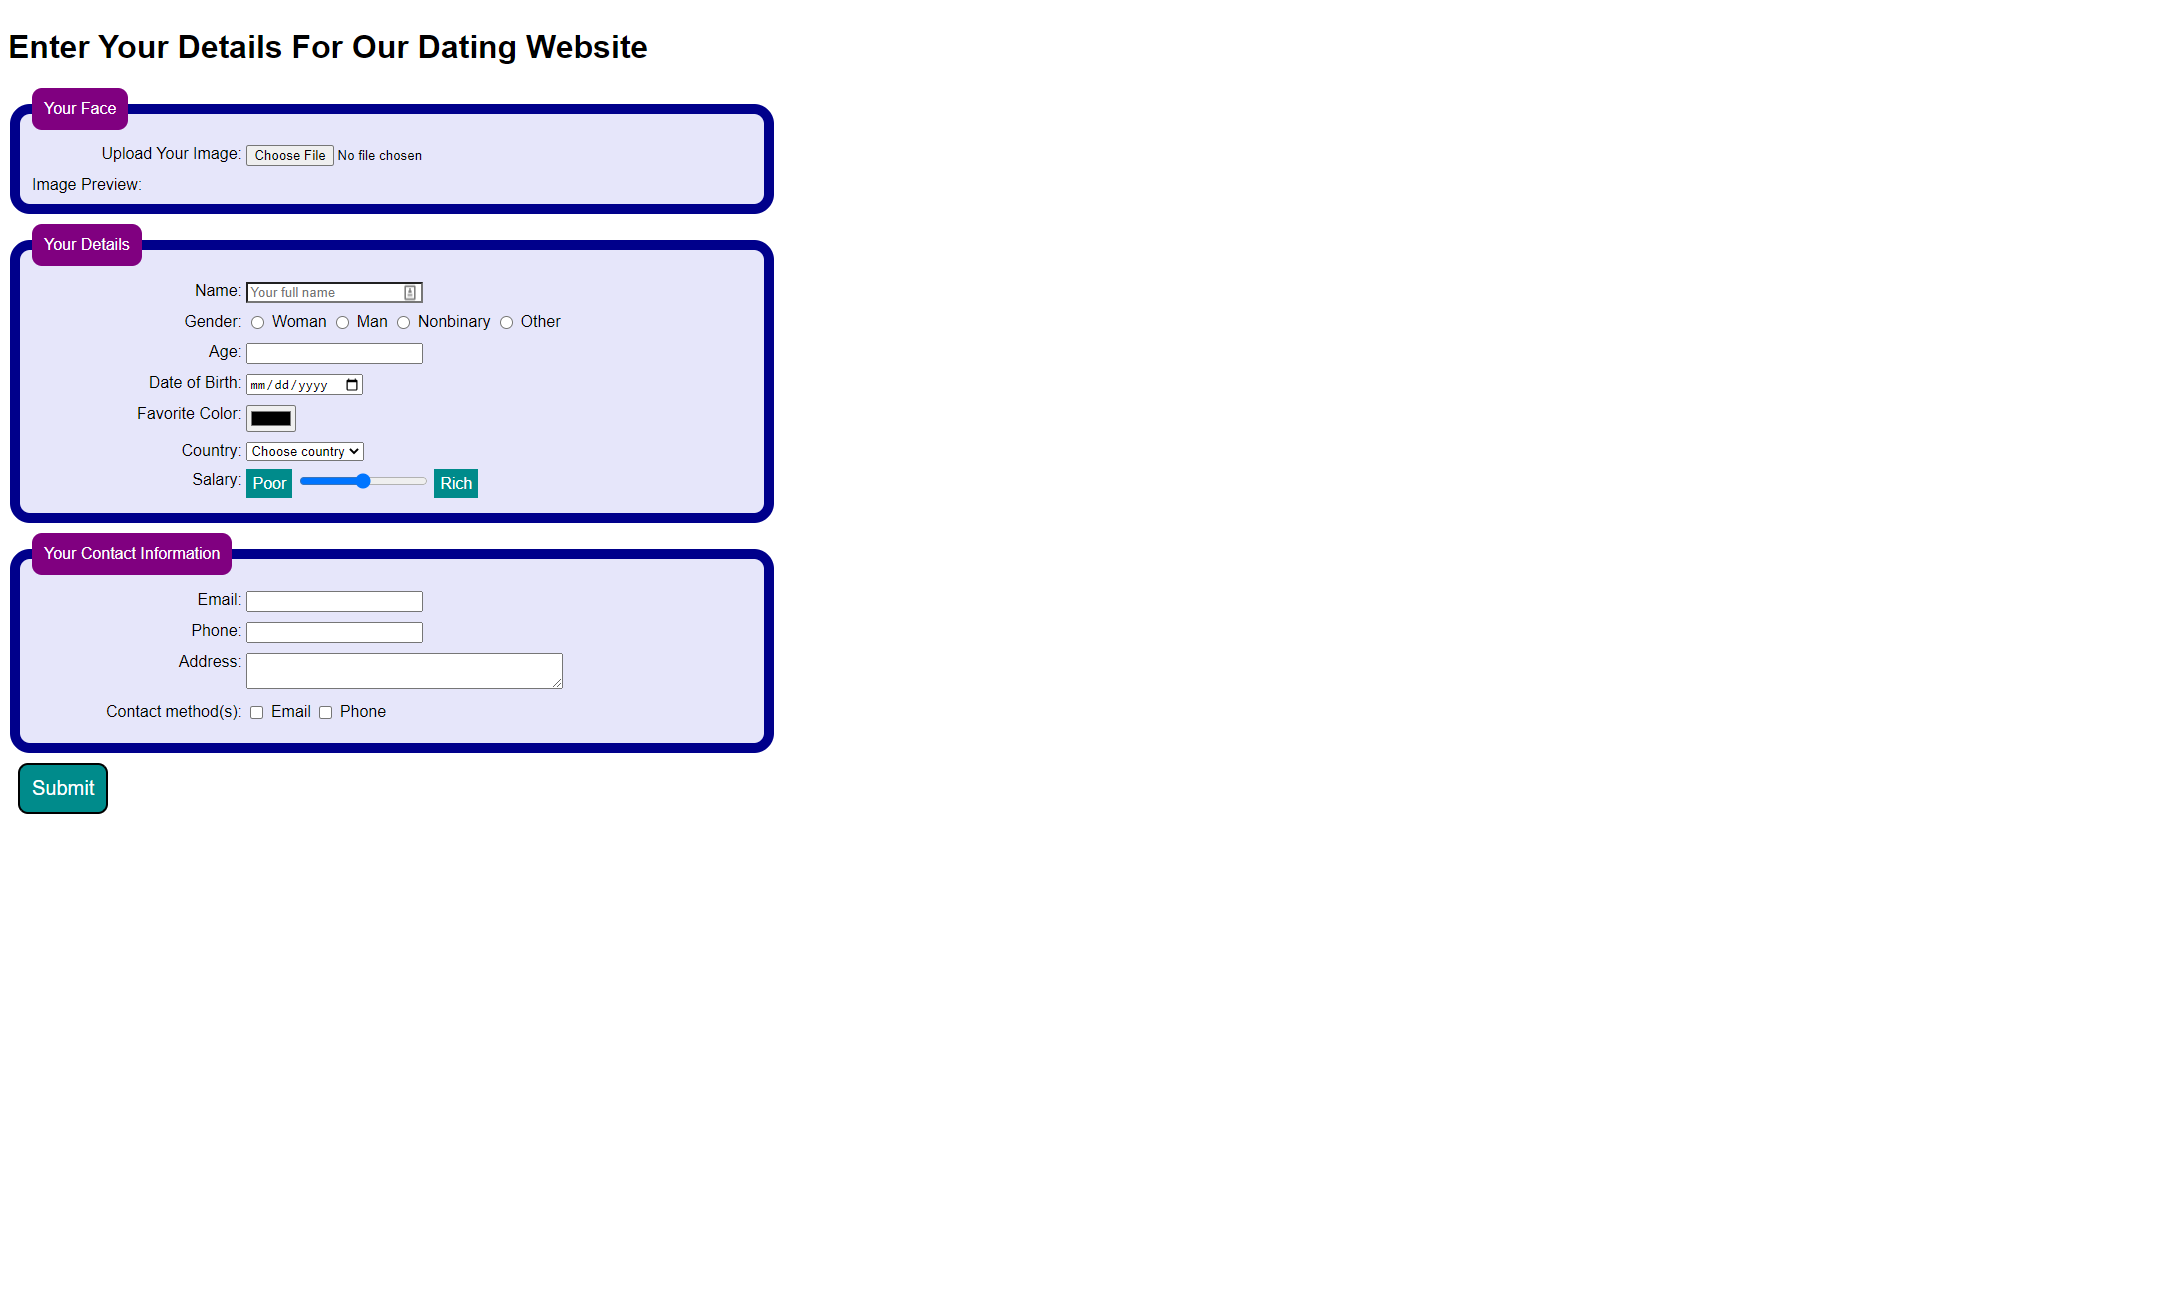 Enter Your Details For Our Dating Website
Your Face
Upload Your Image: Choose File No file chosen
Image Preview:
Your Details
Name: Your full name
Gender: Woman Man Nonbinary Other
Age:
Date of Birth: mm/dd/yyyy
Favorite Color:
Country: Choose country
Salary: Poor Rich
Your Contact Information
Email:
Phone:
Address:
Contact method(s): Email Phone
Submit